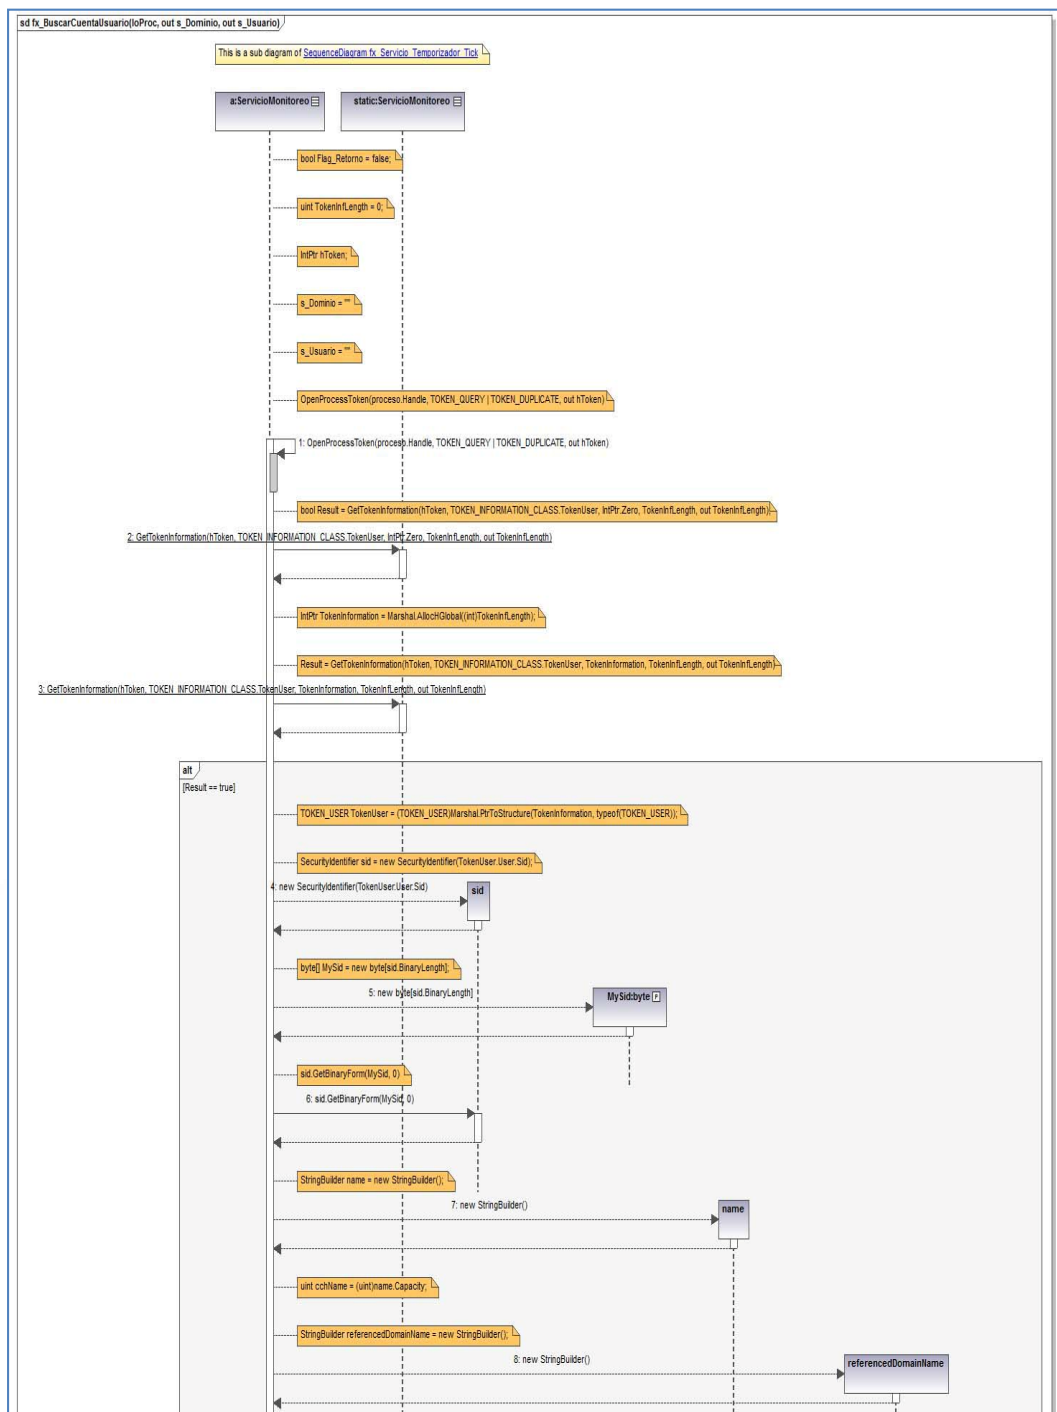 sd fx_BuscarCuentaUsuario(IoProc, out s_Dominio, out s_Usuario)
This is a sub diagram of SequenceDiagram fx_Servicio_Temporizador_Tick
a:ServicioMonitoreo
static:ServicioMonitoreo
bool Flag_Retorno = false;
uint TokenInfLength = 0;
IntPtr hToken;
s_Dominio = ""
s_Usuario = ""
OpenProcessToken(proceso.Handle, TOKEN_QUERY | TOKEN_DUPLICATE, out hToken)
1: OpenProcessToken(proceso.Handle, TOKEN_QUERY | TOKEN_DUPLICATE, out hToken)
bool Result = GetTokenInformation(hToken, TOKEN_INFORMATION_CLASS.TokenUser, IntPtr.Zero, TokenInfLength, out TokenInfLength);
2: GetTokenInformation(hToken, TOKEN_INFORMATION_CLASS.TokenUser, IntPtr.Zero, TokenInfLength, out TokenInfLength)
IntPtr TokenInformation = Marshal.AllocHGlobal((int)TokenInfLength);
Result = GetTokenInformation(hToken, TOKEN_INFORMATION_CLASS.TokenUser, TokenInformation, TokenInfLength, out TokenInfLength)
3: GetTokenInformation(hToken, TOKEN_INFORMATION_CLASS.TokenUser, TokenInformation, TokenInfLength, out TokenInfLength)
alt
[Result == true]
TOKEN_USER TokenUser = (TOKEN_USER)Marshal.PtrToStructure(TokenInformation, typeof(TOKEN_USER));
SecurityIdentifier sid = new SecurityIdentifier(TokenUser.User.Sid);
4: new SecurityIdentifier(TokenUser.User.Sid)
sid
byte[] MySid = new byte[sid.BinaryLength];
5: new byte[sid.BinaryLength]
MySid:byte
sid.GetBinaryForm(MySid, 0)
6: sid.GetBinaryForm(MySid, 0)
StringBuilder name = new StringBuilder();
7: new StringBuilder()
name
uint cchName = (uint)name.Capacity;
StringBuilder referencedDomainName = new StringBuilder();
8: new StringBuilder()
referencedDomainName